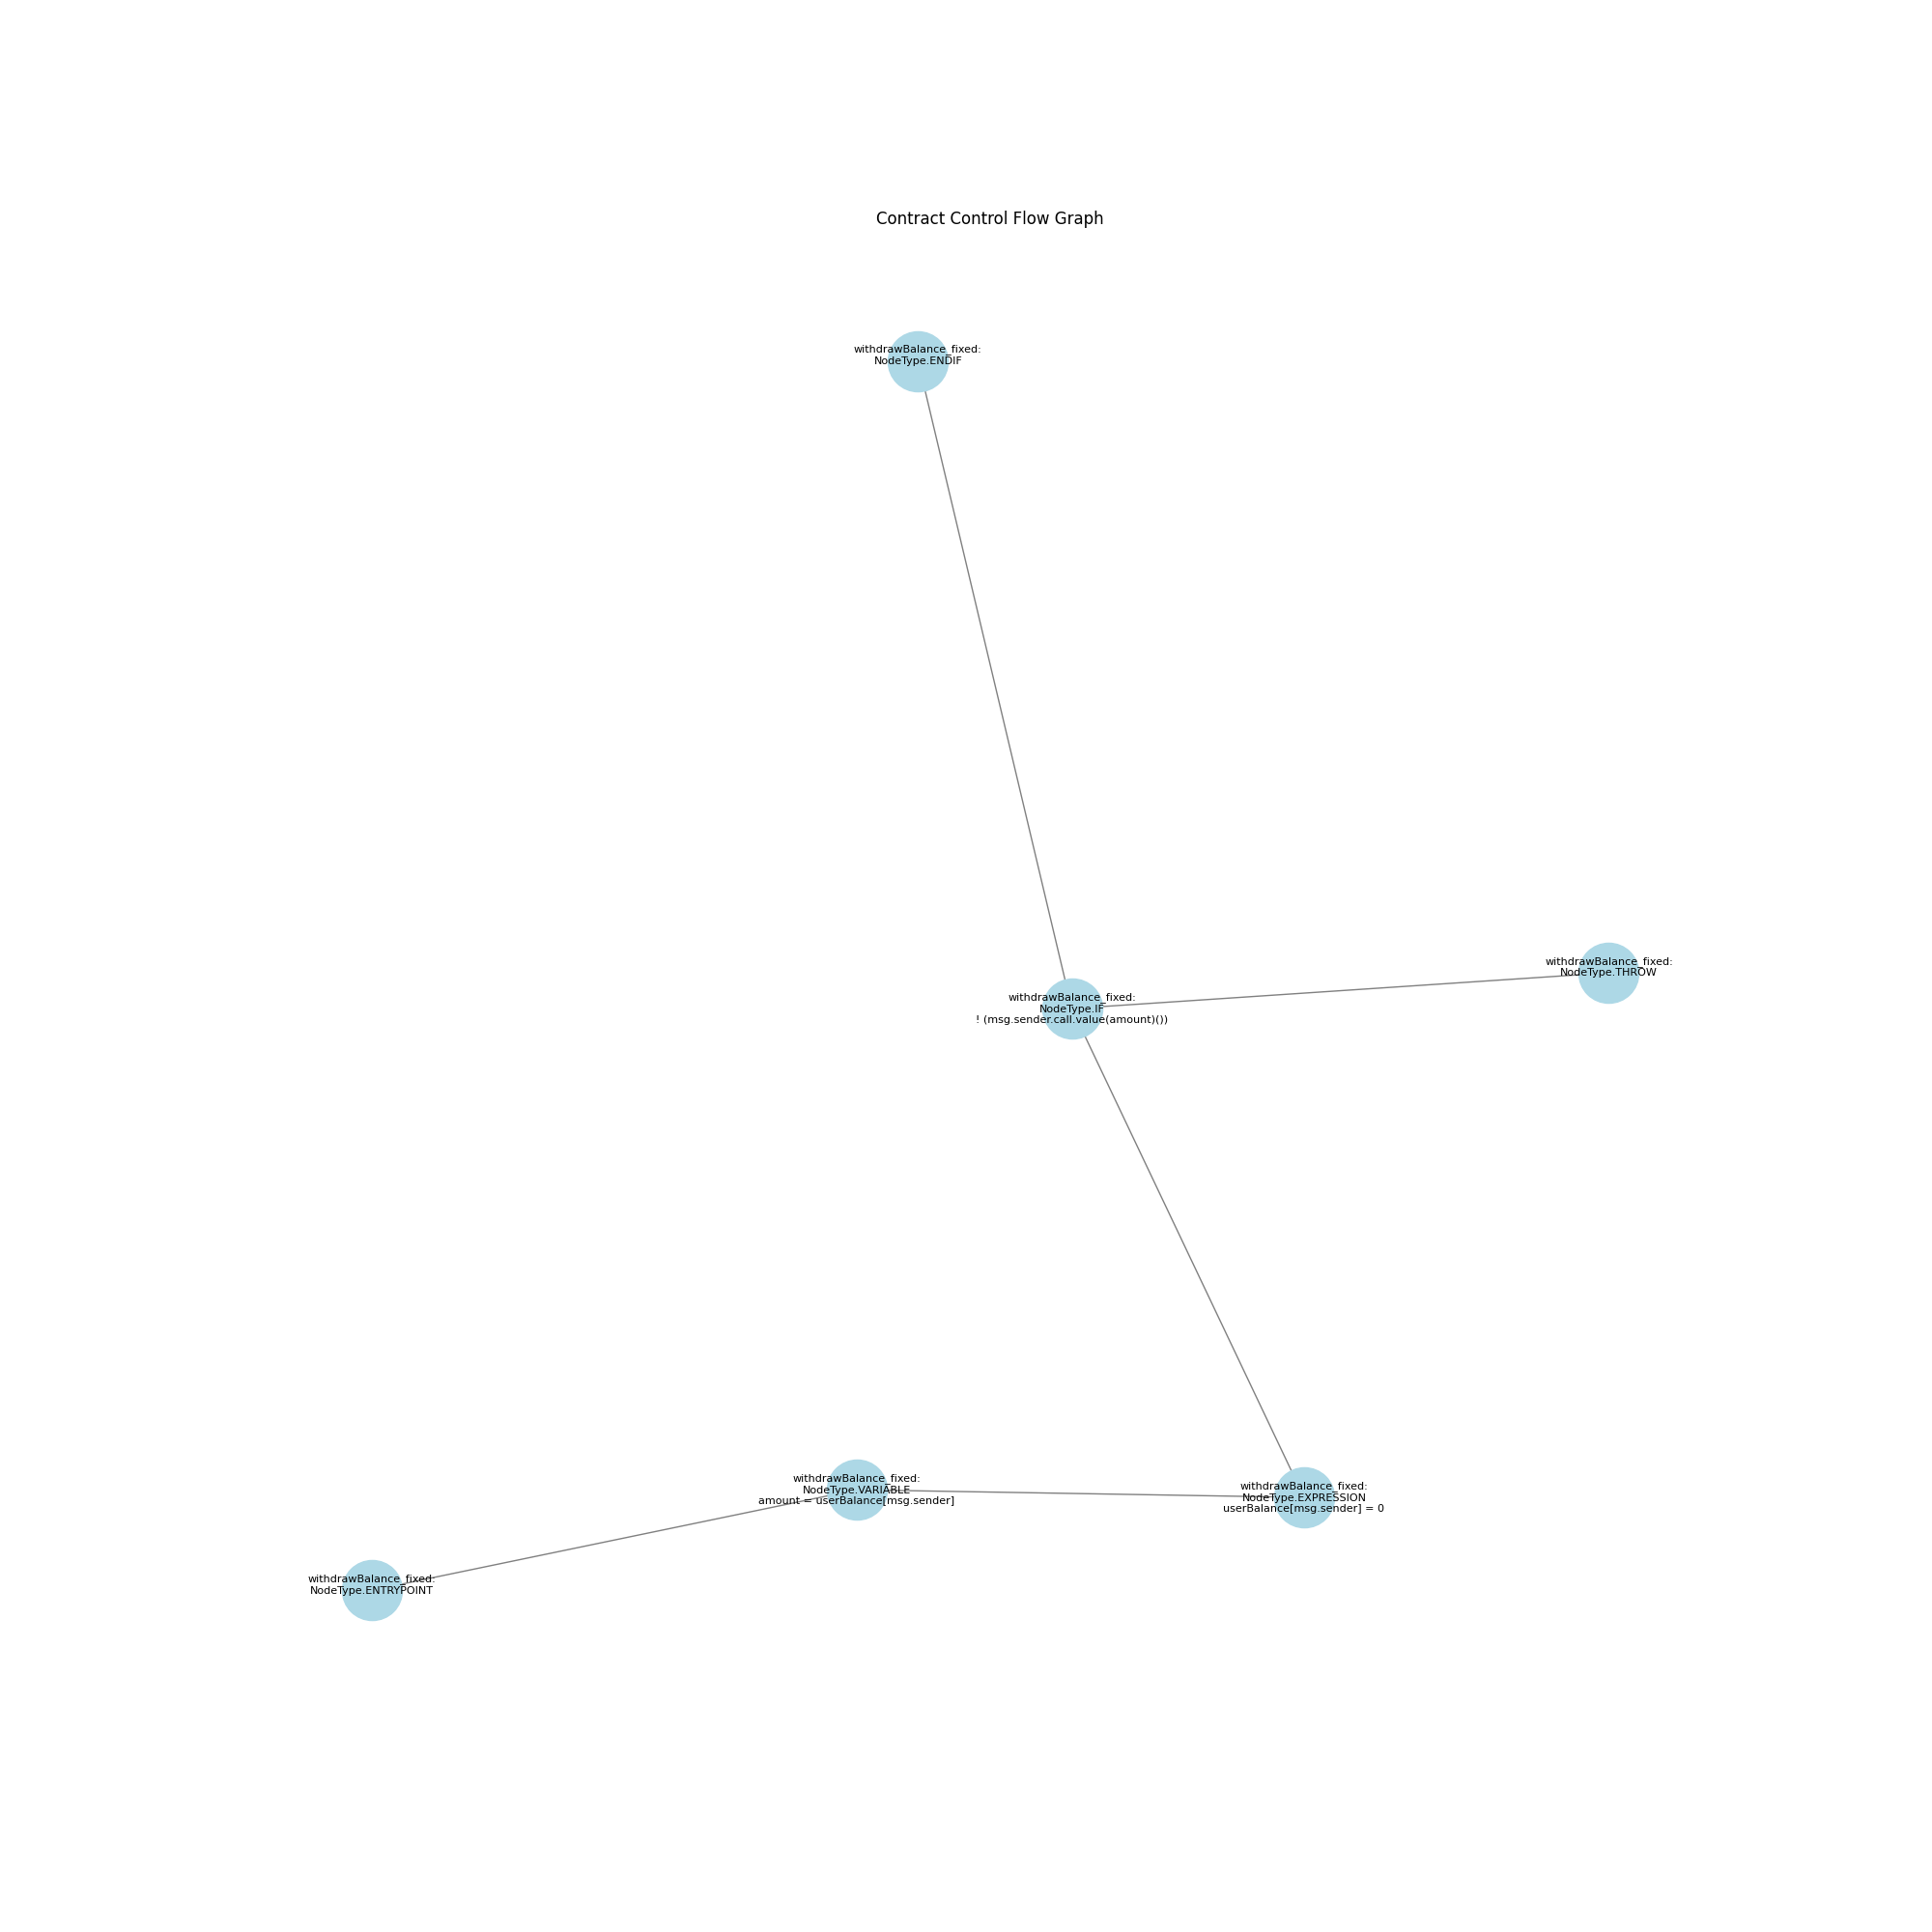 Contract Control Flow Graph
withdrawBalance_fixed:
NodeType.ENDIF
withdrawBalance_fixed:
NodeType.THROW
withdrawBalance_fixed:
NodeType.IF
! (msg.sender.call.value(amount)())
withdrawBalance_fixed:
NodeType.VARIABLE
amount = userBalance[msg.sender]
withdrawBalance_fixed:
NodeType.EXPRESSION
userBalance[msg.sender] = 0
withdrawBalance_fixed:
NodeType.ENTRYPOINT